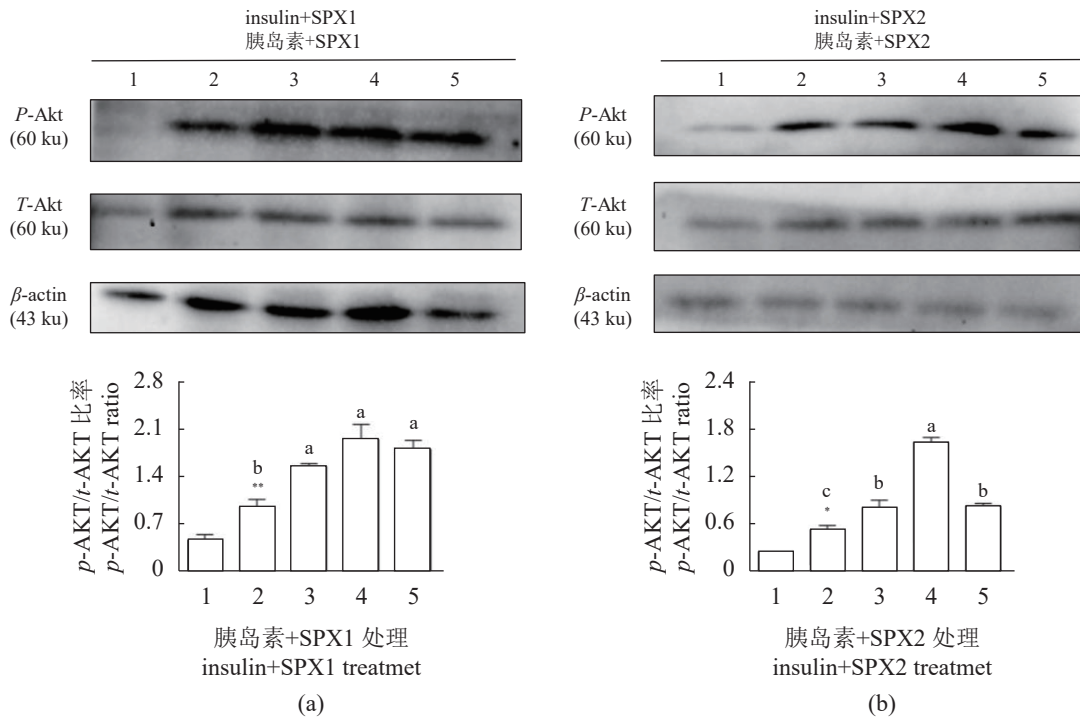 insulin+SPX1
胰岛素+SPX1
1 2 3 4 5
P-Akt
(60 ku)
T-Akt
(60 ku)
β-actin
(43 ku)
p-AKT/t-AKT 比率
p-AKT/t-AKT ratio
2.8
2.1
1.4
0.7
0
b
**
a
a
a
1 2 3 4 5
胰岛素+SPX1 处理
insulin+SPX1 treatmet
(a)
insulin+SPX2
胰岛素+SPX2
1 2 3 4 5
P-Akt
(60 ku)
T-Akt
(60 ku)
β-actin
(43 ku)
p-AKT/t-AKT 比率
p-AKT/t-AKT ratio
2.4
1.8
1.2
0.6
0
c
*
b
a
b
1 2 3 4 5
胰岛素+SPX2 处理
insulin+SPX2 treatmet
(b)